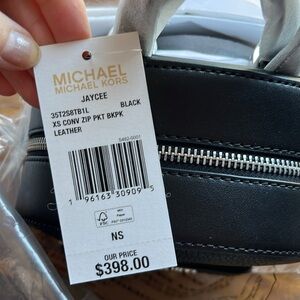 MICHAEL
MICHAEL KORS
JAYCEE
35T2S8TB1L BLACK
XS CONV ZIP PKT BKPK
LEATHER
1 96163 30909 5
FSC
NS
OUR PRICE
$398.00